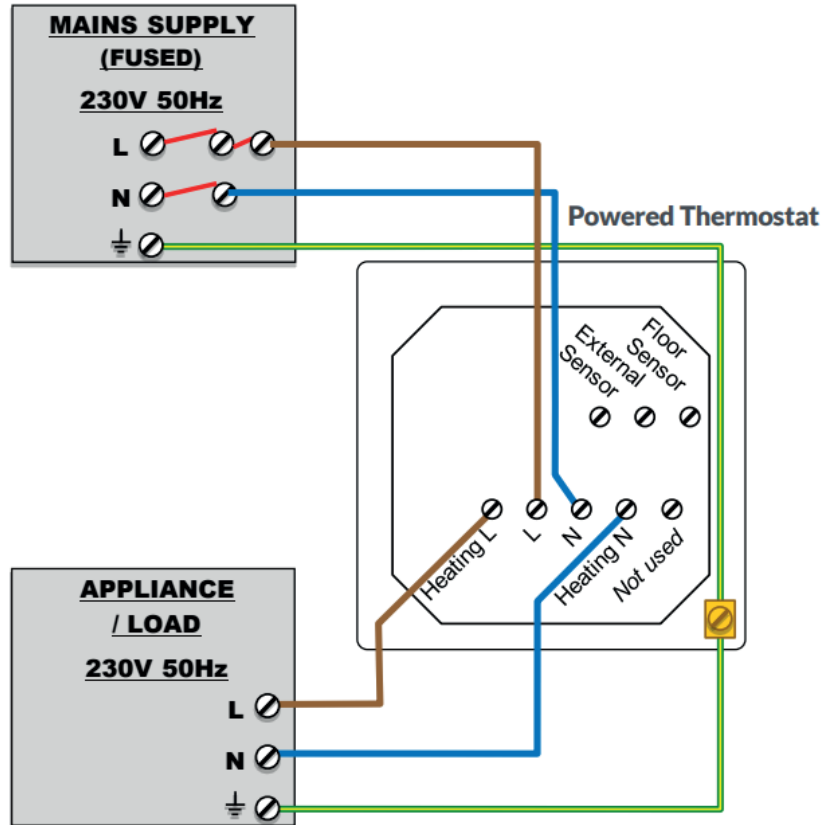 MAINS SUPPLY
(FUSED)
230V 50Hz
L
N
Powered Thermostat
External
Sensor
Floor
Sensor
Heating L
L
N
Heating N
Not used
APPLIANCE
/ LOAD
230V 50Hz
L
N